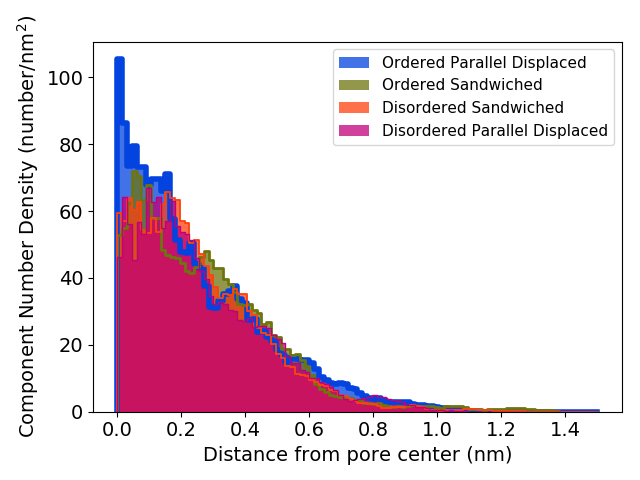 Component Number Density (number/nm²)
100
80
60
40
20
0
Ordered Parallel Displaced
Ordered Sandwiched
Disordered Sandwiched
Disordered Parallel Displaced
0.0 0.2 0.4 0.6 0.8 1.0 1.2 1.4
Distance from pore center (nm)